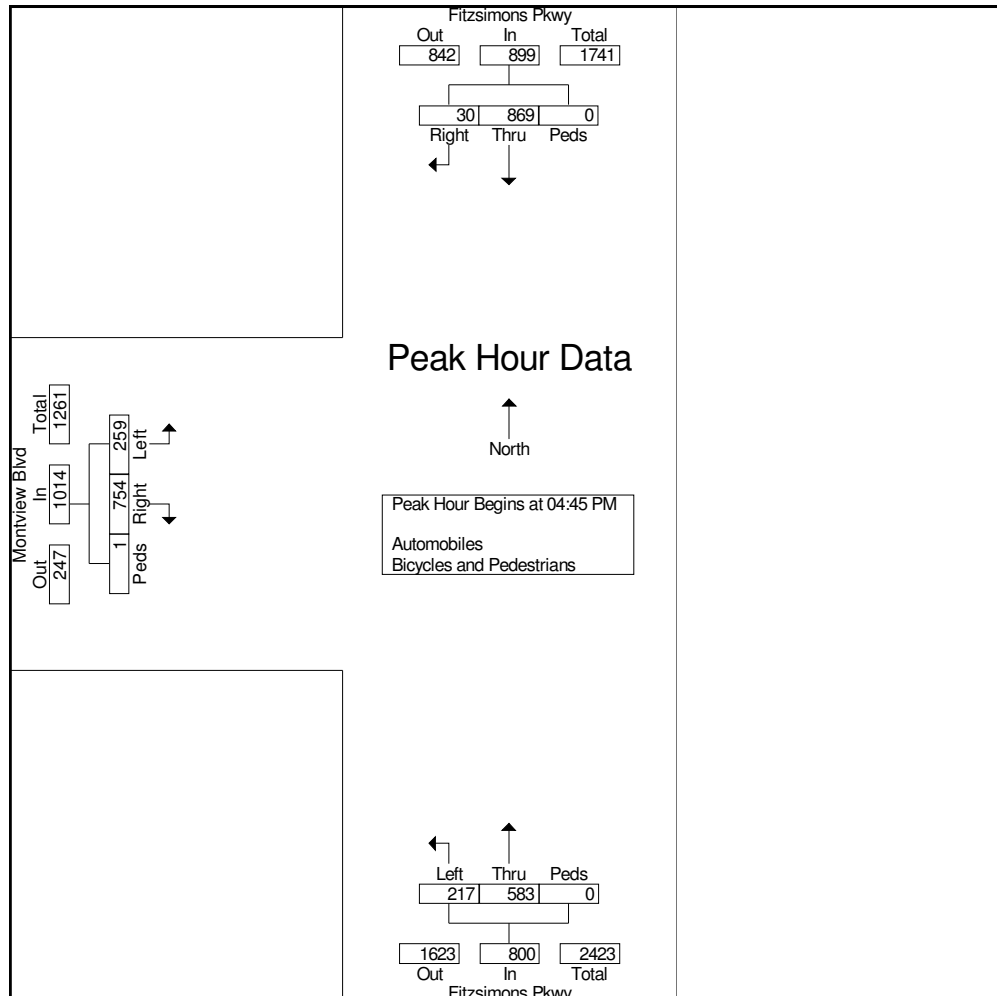 Fitzsimons Pkwy
Out In Total
842 899 1741
30 869 0
Right Thru Peds
Peak Hour Data
North
Peak Hour Begins at 04:45 PM
Automobiles
Bicycles and Pedestrians
Montview Blvd
Out In Total
247 1014 1261
1 754 259
Peds Right Left
Left Thru Peds
217 583 0
1623 800 2423
Out In Total
Fitzsimons Pkwy